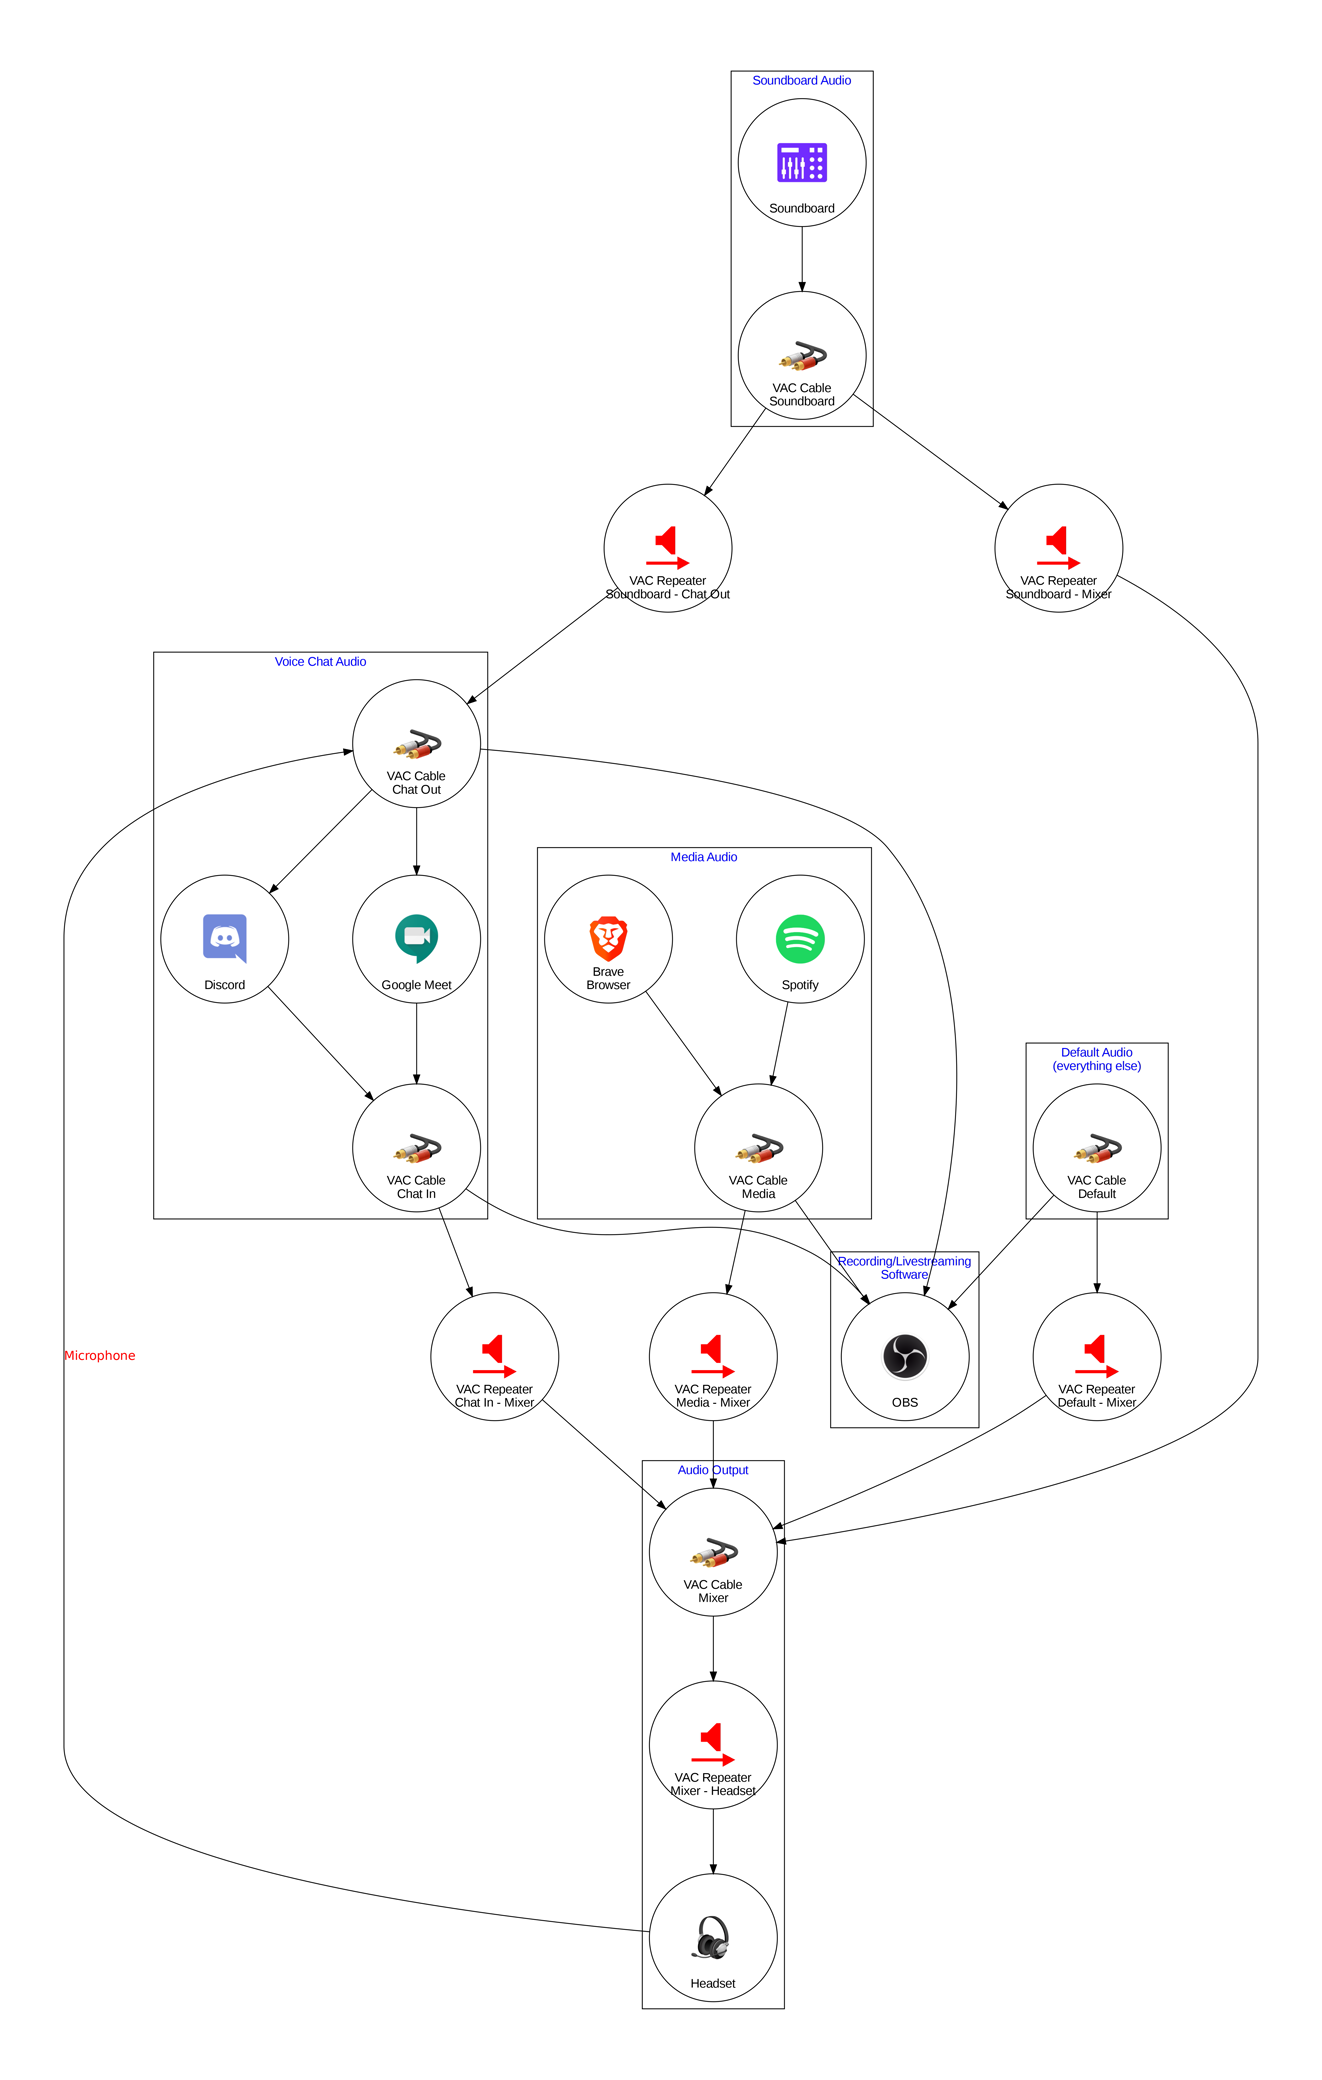 Soundboard Audio
Soundboard
VAC Cable
Soundboard
VAC Repeater
Soundboard - Chat Out
VAC Repeater
Soundboard - Mixer
Voice Chat Audio
VAC Cable
Chat Out
Discord
Google Meet
VAC Cable
Chat In
Media Audio
Brave
Browser
Spotify
VAC Cable
Media
Default Audio
(everything else)
VAC Cable
Default
Recording/Livestreaming
Software
OBS
Microphone
VAC Repeater
Chat In - Mixer
VAC Repeater
Media - Mixer
VAC Repeater
Default - Mixer
Audio Output
VAC Cable
Mixer
VAC Repeater
Mixer - Headset
Headset